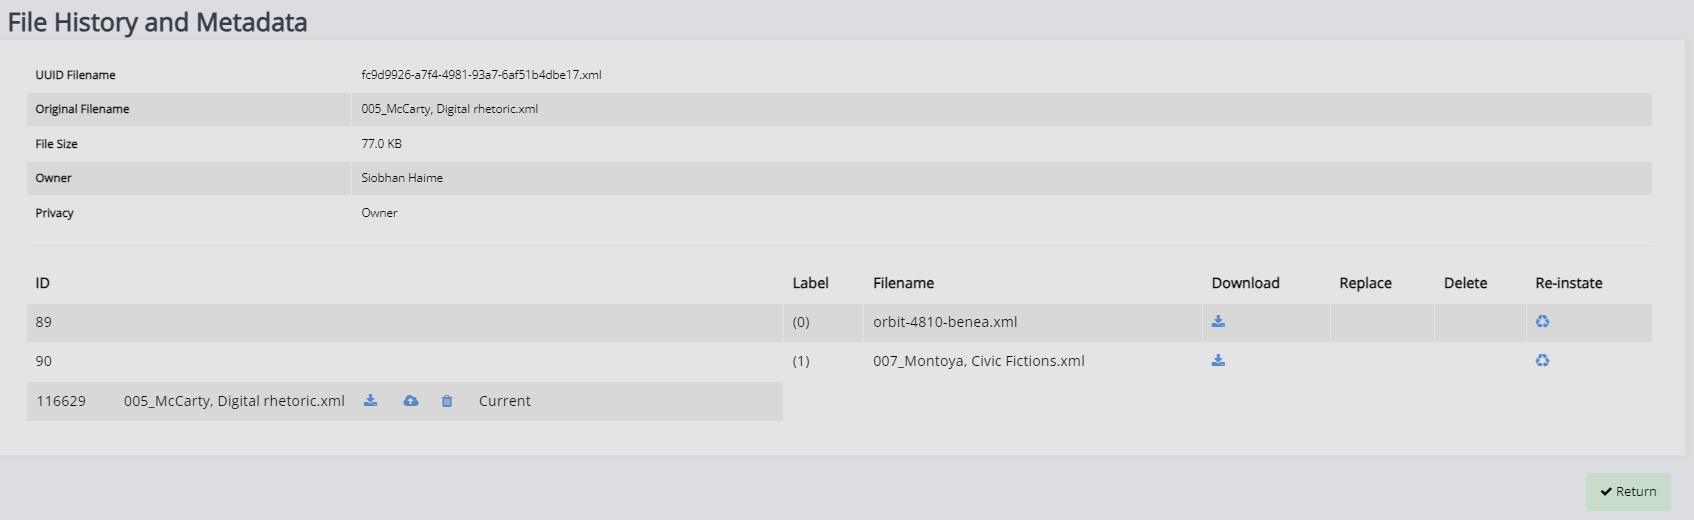 File History and Metadata
UUID Filename fc9d9926-a7f4-4981-93a7-6af51b4dbe17.xml
Original Filename 005_McCarty, Digital rhetoric.xml
File Size 77.0 KB
Owner Siobhan Haime
Privacy Owner
ID Label Filename Download Replace Delete Re-instate
89 (0) orbit-4810-benea.xml
90 (1) 007_Montoya, Civic Fictions.xml
116629 005_McCarty, Digital rhetoric.xml Current
Return